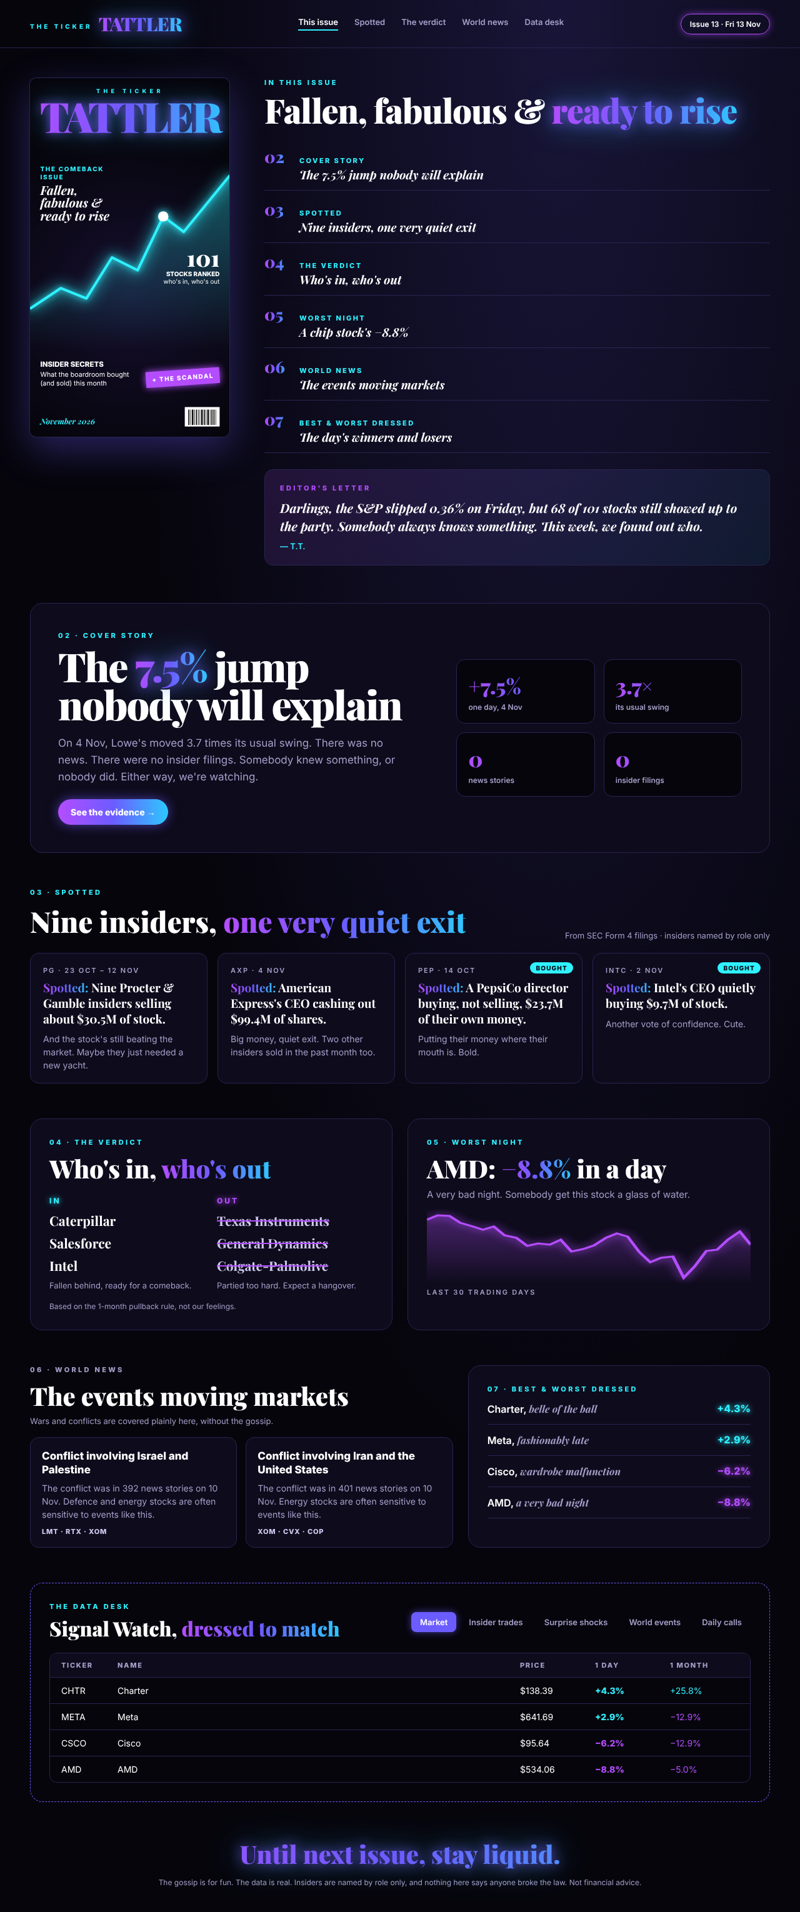 THE TICKER TATTLER
This issue
Spotted
The verdict
World news
Data desk
Issue 13 · Fri 13 Nov
THE TICKER
TATTLER
THE COMEBACK
ISSUE
Fallen,
fabulous &
ready to rise
101
STOCKS RANKED
who's in, who's out
INSIDER SECRETS
What the boardroom bought
(and sold) this month
+ THE SCANDAL
November 2026
IN THIS ISSUE
Fallen, fabulous & ready to rise
02
COVER STORY
The 7.5% jump nobody will explain
03
SPOTTED
Nine insiders, one very quiet exit
04
THE VERDICT
Who's in, who's out
05
WORST NIGHT
A chip stock's −8.8%
06
WORLD NEWS
The events moving markets
07
BEST & WORST DRESSED
The day's winners and losers
EDITOR'S LETTER
Darlings, the S&P slipped 0.36% on Friday, but 68 of 101 stocks still showed up to
the party. Somebody always knows something. This week, we found out who.
— T.T.
02 · COVER STORY
The 7.5% jump
nobody will explain
On 4 Nov, Lowe's moved 3.7 times its usual swing. There was no
news. There were no insider filings. Somebody knew something, or
nobody did. Either way, we're watching.
See the evidence →
+7.5%
one day, 4 Nov
3.7×
its usual swing
0
news stories
0
insider filings
03 · SPOTTED
Nine insiders, one very quiet exit
From SEC Form 4 filings · insiders named by role only
PG · 23 OCT – 12 NOV
Spotted: Nine Procter &
Gamble insiders selling
about $30.5M of stock.
And the stock's still beating the
market. Maybe they just needed a
new yacht.
AXP · 4 NOV
Spotted: American
Express's CEO cashing out
$99.4M of shares.
Big money, quiet exit. Two other
insiders sold in the past month too.
BOUGHT
PEP · 14 OCT
Spotted: A PepsiCo director
buying, not selling, $23.7M
of their own money.
Putting their money where their
mouth is. Bold.
BOUGHT
INTC · 2 NOV
Spotted: Intel's CEO quietly
buying $9.7M of stock.
Another vote of confidence. Cute.
04 · THE VERDICT
Who's in, who's out
IN
Caterpillar
Salesforce
Intel
Fallen behind, ready for a comeback.
OUT
Texas Instruments
General Dynamics
Colgate-Palmolive
Partied too hard. Expect a hangover.
Based on the 1-month pullback rule, not our feelings.
05 · WORST NIGHT
AMD: −8.8% in a day
A very bad night. Somebody get this stock a glass of water.
LAST 30 TRADING DAYS
06 · WORLD NEWS
The events moving markets
Wars and conflicts are covered plainly here, without the gossip.
Conflict involving Israel and
Palestine
The conflict was in 392 news stories on 10
Nov. Defence and energy stocks are often
sensitive to events like this.
LMT · RTX · XOM
Conflict involving Iran and the
United States
The conflict was in 401 news stories on 10
Nov. Energy stocks are often sensitive to
events like this.
XOM · CVX · COP
07 · BEST & WORST DRESSED
Charter, belle of the ball +4.3%
Meta, fashionably late +2.9%
Cisco, wardrobe malfunction −6.2%
AMD, a very bad night −8.8%
THE DATA DESK
Signal Watch, dressed to match
Market
Insider trades
Surprise shocks
World events
Daily calls
TICKER NAME PRICE 1 DAY 1 MONTH
CHTR Charter $138.39 +4.3% +25.8%
META Meta $641.69 +2.9% −12.9%
CSCO Cisco $95.64 −6.2% −12.9%
AMD AMD $534.06 −8.8% −5.0%
Until next issue, stay liquid.
The gossip is for fun. The data is real. Insiders are named by role only, and nothing here says anyone broke the law. Not financial advice.